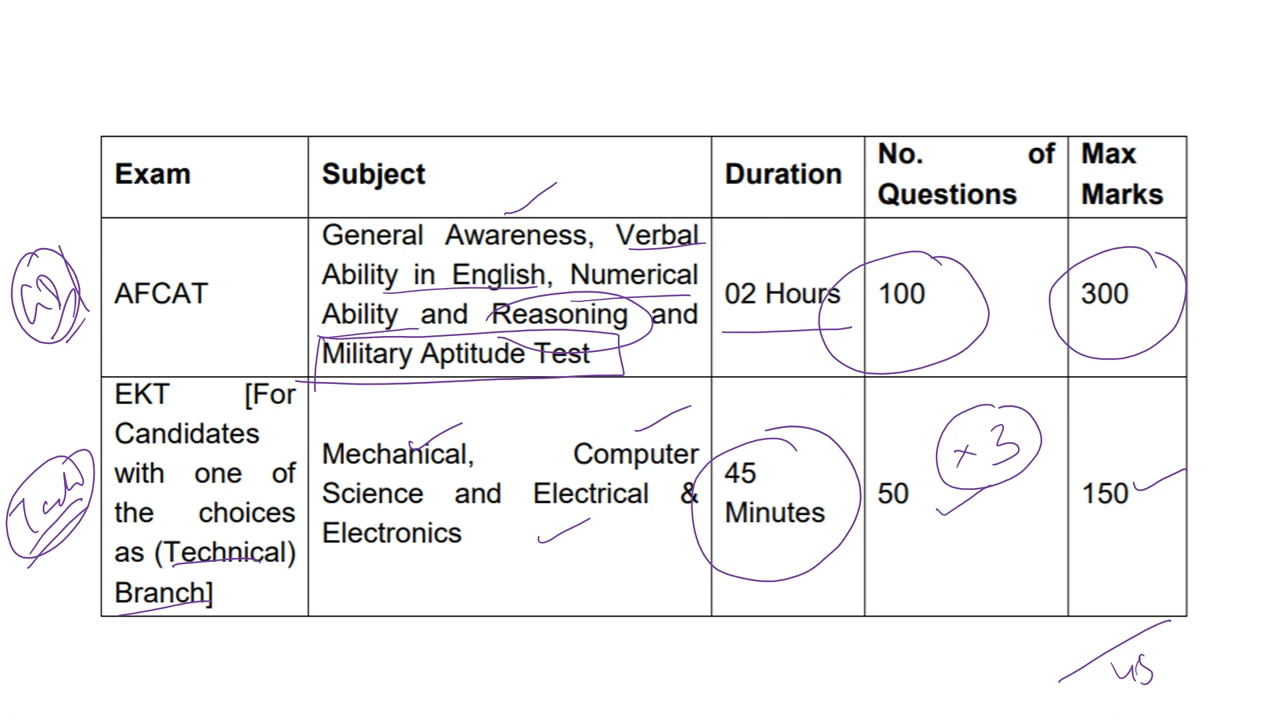 Exam
Subject
Duration
No. of
Questions
Max
Marks
AFCAT
General Awareness, Verbal
Ability in English, Numerical
Ability and Reasoning and
Military Aptitude Test
02 Hours
100
300
EKT [For
Candidates
with one of
the choices
as (Technical)
Branch]
Mechanical, Computer
Science and Electrical &
Electronics
45
Minutes
50
× 3
150
Tech